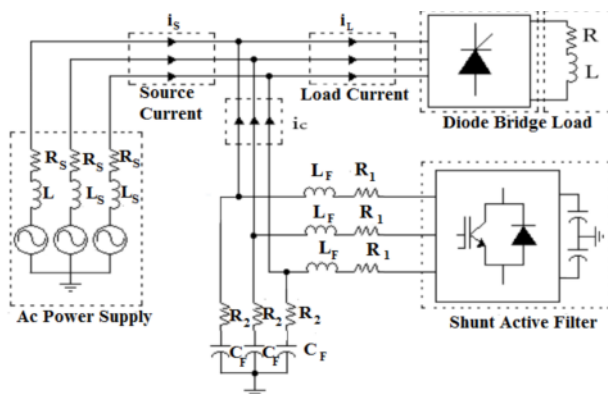 iS
iL
Source
Current
Load Current
R
L
Diode Bridge Load
iC
RS
RS
RS
L
LS
LS
LF
R1
LF
R1
LF
R1
Ac Power Supply
R2
R2
R2
CF
CF
CF
Shunt Active Filter